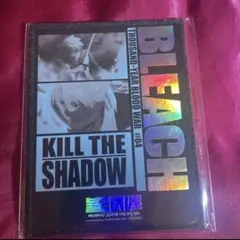 BLEACH
THOUSAND-YEAR BLOOD WAR #04
KILL THE
SHADOW